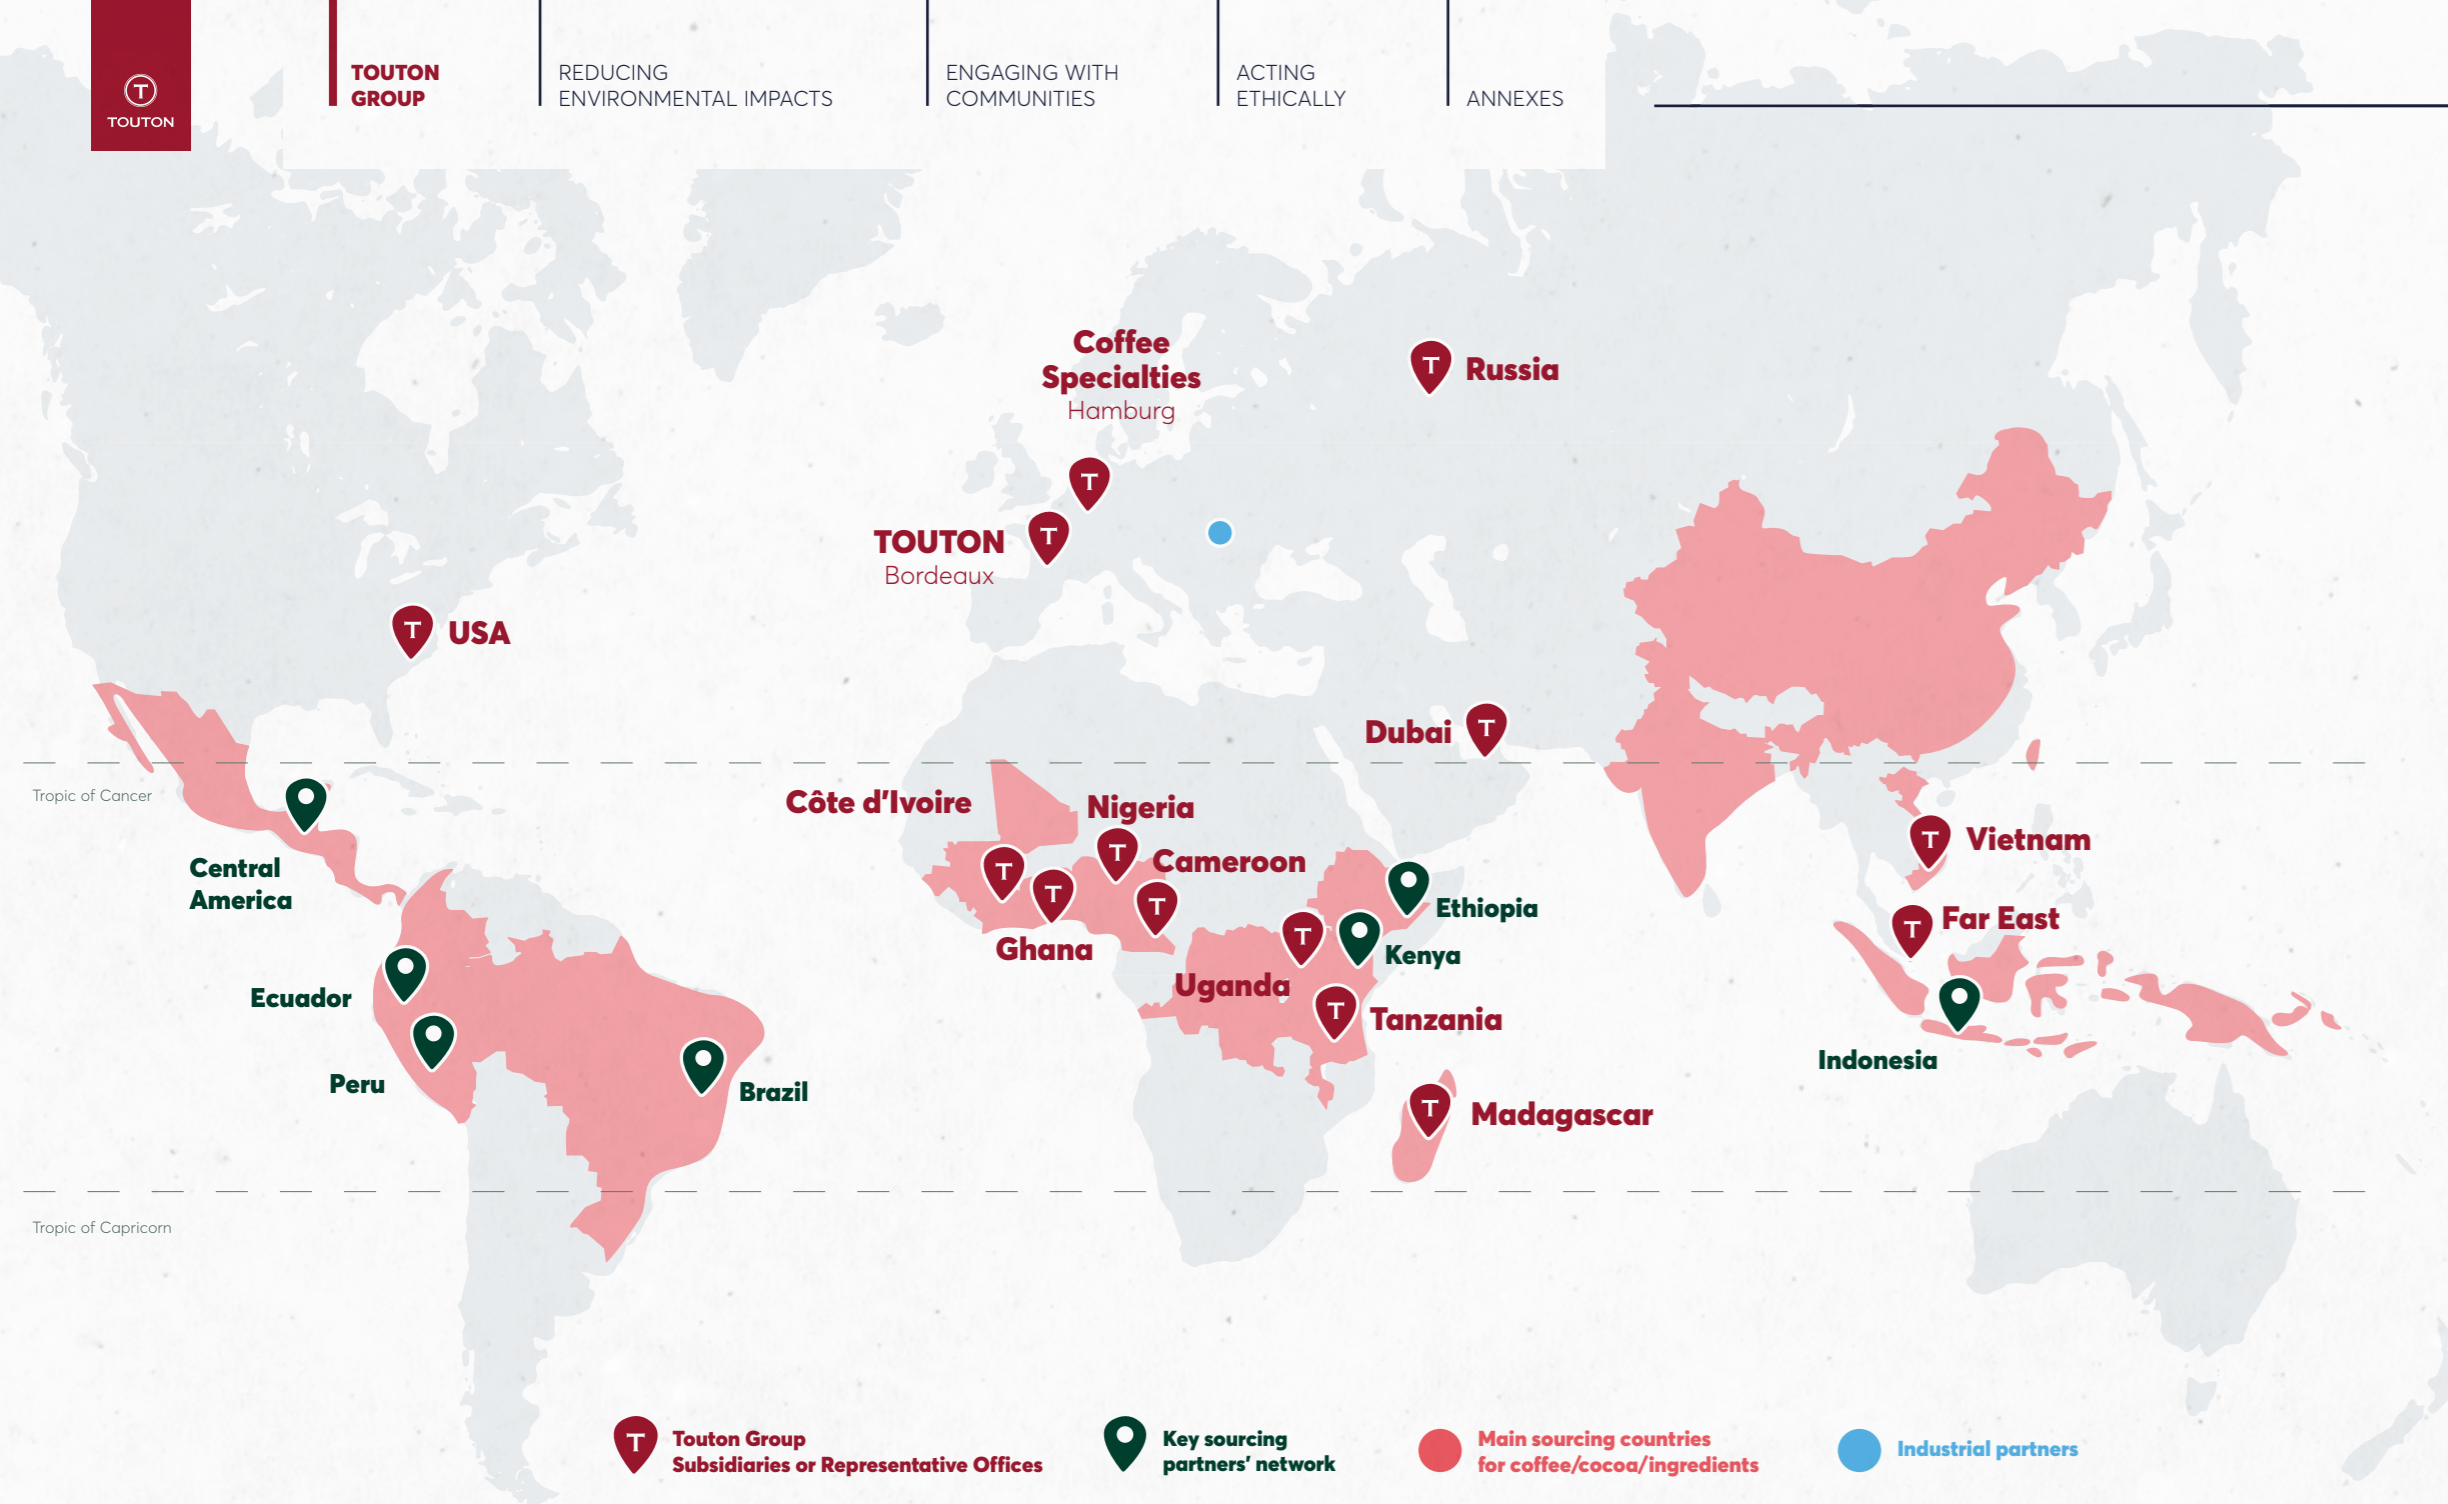 TOUTON
TOUTON
GROUP
REDUCING
ENVIRONMENTAL IMPACTS
ENGAGING WITH
COMMUNITIES
ACTING
ETHICALLY
ANNEXES
Coffee
Specialties
Hamburg
Russia
TOUTON
Bordeaux
USA
Dubai
Tropic of Cancer
Côte d'Ivoire
Nigeria
Cameroon
Vietnam
Central
America
Ethiopia
Far East
Ghana
Kenya
Ecuador
Uganda
Tanzania
Indonesia
Peru
Brazil
Madagascar
Tropic of Capricorn
Touton Group
Subsidiaries or Representative Offices
Key sourcing
partners' network
Main sourcing countries
for coffee/cocoa/ingredients
Industrial partners